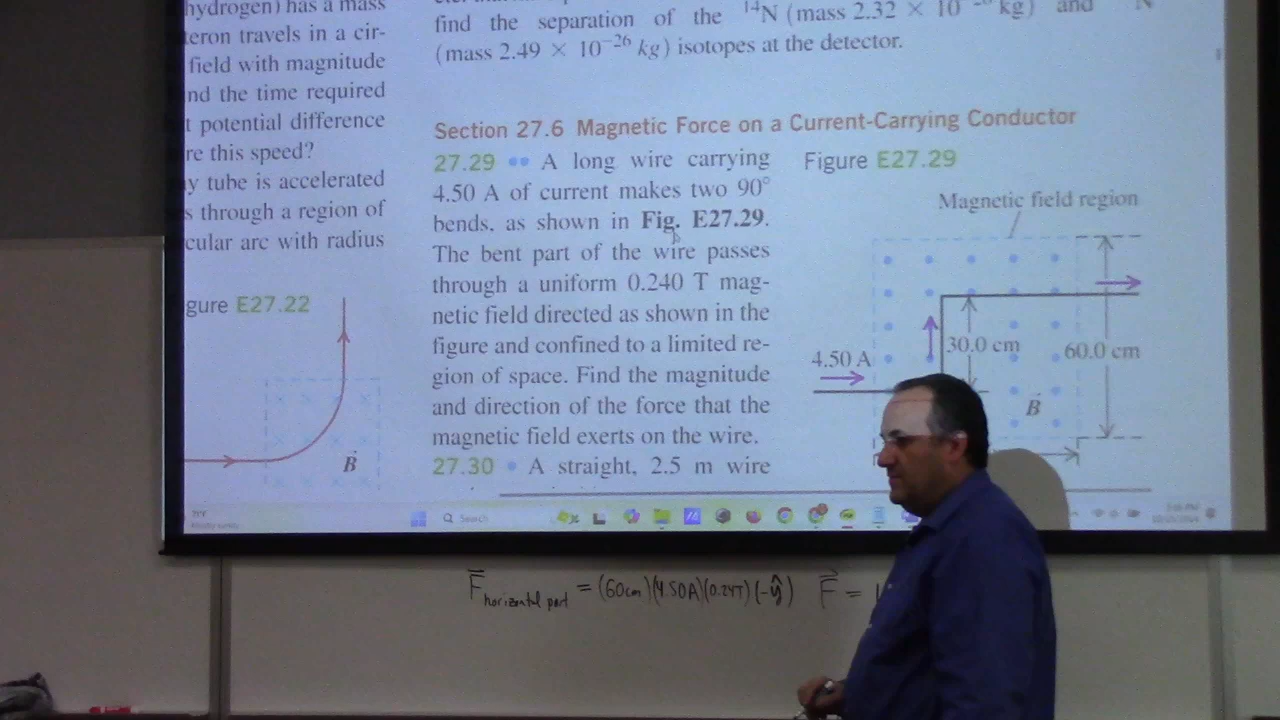 hydrogen) has a mass
teron travels in a cir-
field with magnitude
nd the time required
t potential difference
re this speed?
y tube is accelerated
s through a region of
cular arc with radius
gure E27.22
B⃗
find the separation of the ¹⁴N (mass 2.32 × 10 kg) and N
(mass 2.49 × 10⁻²⁶ kg) isotopes at the detector.
Section 27.6 Magnetic Force on a Current-Carrying Conductor
27.29 •• A long wire carrying
4.50 A of current makes two 90°
bends, as shown in Fig. E27.29.
The bent part of the wire passes
through a uniform 0.240 T mag-
netic field directed as shown in the
figure and confined to a limited re-
gion of space. Find the magnitude
and direction of the force that the
magnetic field exerts on the wire.
27.30 • A straight, 2.5 m wire
Figure E27.29
Magnetic field region
30.0 cm
60.0 cm
4.50 A
B⃗
Search
F⃗ horizontal part = (60cm)(4.50A)(0.24T)(-ŷ) F⃗ =